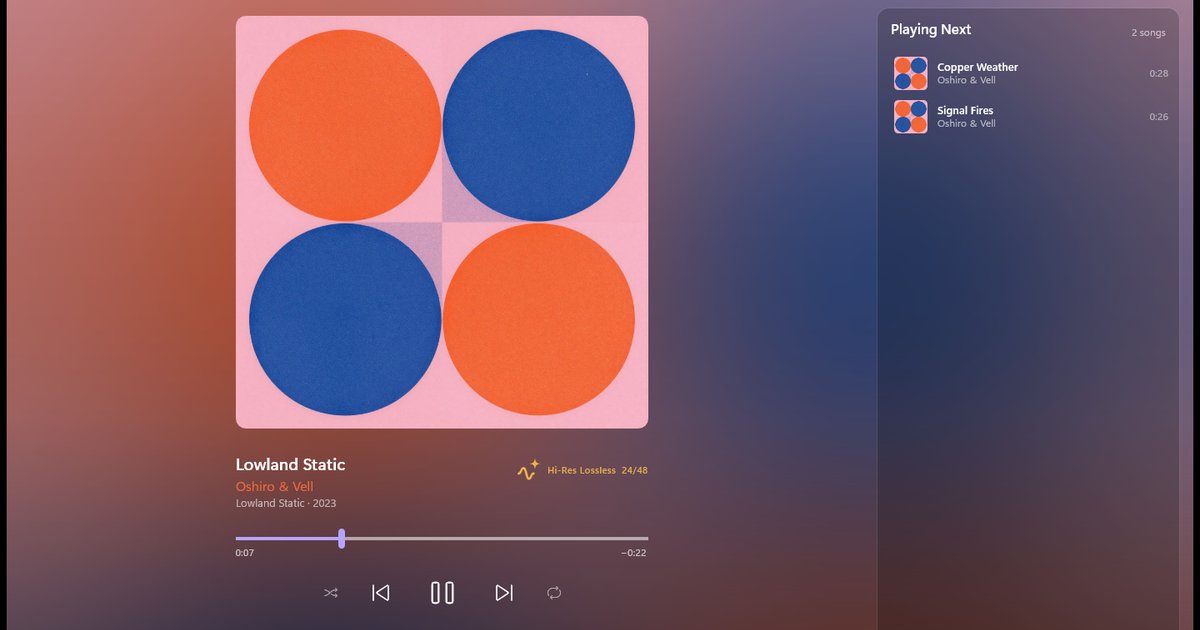 Playing Next
2 songs
Copper Weather
Oshiro & Vell
0:28
Signal Fires
Oshiro & Vell
0:26
Lowland Static
Oshiro & Vell
Lowland Static · 2023
Hi-Res Lossless 24/48
0:07
−0:22